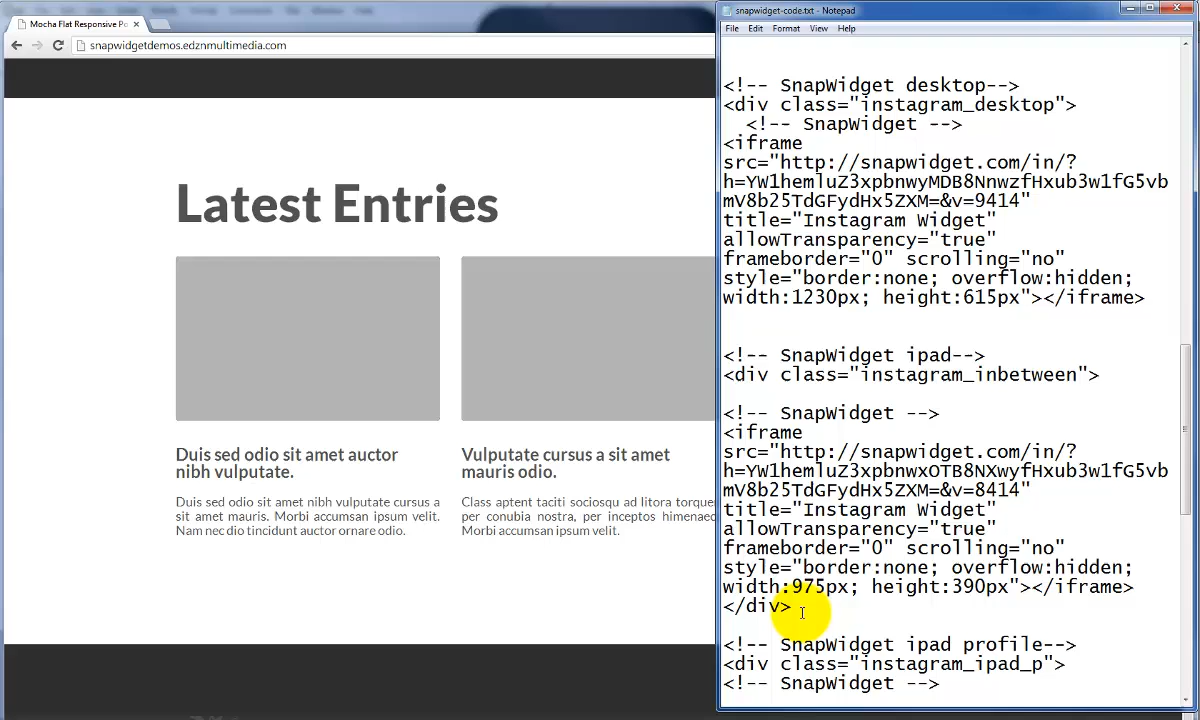 Mocha Flat Responsive Po
snapwidgetdemos.edznmultimedia.com
Latest Entries
Duis sed odio sit amet auctor
nibh vulputate.
Duis sed odio sit amet nibh vulputate cursus a
sit amet mauris. Morbi accumsan ipsum velit.
Nam nec dio tincidunt auctor ornare odio.
Vulputate cursus a sit amet
mauris odio.
Class aptent taciti sociosqu ad litora torquen
per conubia nostra, per inceptos himenaeo
Morbi accumsan ipsum velit.
snapwidget-code.txt - Notepad
File Edit Format View Help
<!-- SnapWidget desktop-->
<div class="instagram_desktop">
<!-- SnapWidget -->
<iframe
src="http://snapwidget.com/in/?
h=YW1hemluZ3xpbnwyMDB8NnwzfHxub3w1fG5vb
mV8b25TdGFydHx5ZXM=&v=9414"
title="Instagram Widget"
allowTransparency="true"
frameborder="0" scrolling="no"
style="border:none; overflow:hidden;
width:1230px; height:615px"></iframe>
<!-- SnapWidget ipad-->
<div class="instagram_inbetween">
<!-- SnapWidget -->
<iframe
src="http://snapwidget.com/in/?
h=YW1hemluZ3xpbnwxOTB8NXwyfHxub3w1fG5vb
mV8b25TdGFydHx5ZXM=&v=8414"
title="Instagram Widget"
allowTransparency="true"
frameborder="0" scrolling="no"
style="border:none; overflow:hidden;
width:975px; height:390px"></iframe>
</div>
<!-- SnapWidget ipad profile-->
<div class="instagram_ipad_p">
<!-- SnapWidget -->